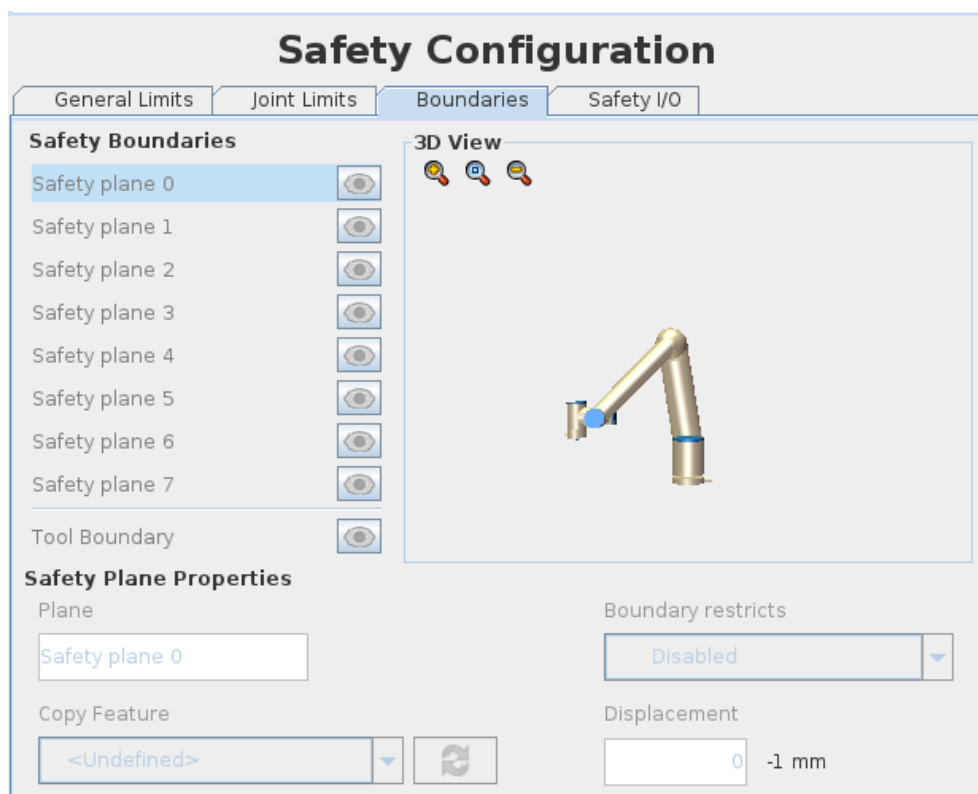 Safety Configuration
General Limits Joint Limits Boundaries Safety I/O
Safety Boundaries
Safety plane 0
Safety plane 1
Safety plane 2
Safety plane 3
Safety plane 4
Safety plane 5
Safety plane 6
Safety plane 7
Tool Boundary
3D View
Safety Plane Properties
Plane
Safety plane 0
Boundary restricts
Disabled
Copy Feature
<Undefined>
Displacement
0 -1 mm